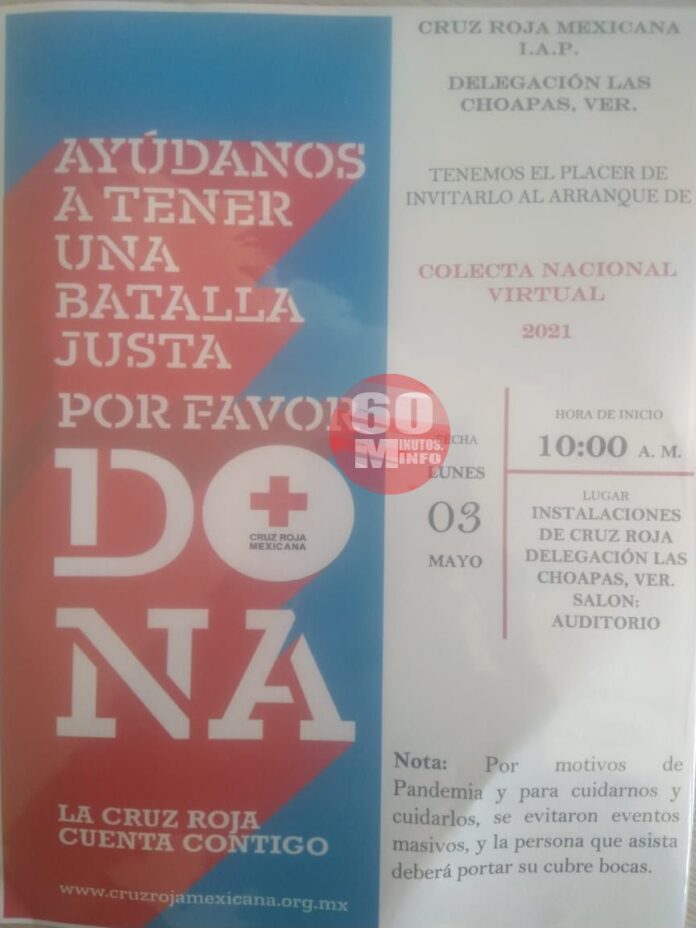 AYÚDANOS
A TENER
UNA
BATALLA
JUSTA
POR FAVOR
DONA
CRUZ ROJA
MEXICANA
LA CRUZ ROJA
CUENTA CONTIGO
www.cruzrojamexicana.org.mx
60
MINUTOS.
INFO
CRUZ ROJA MEXICANA
I.A.P.
DELEGACIÓN LAS
CHOAPAS, VER.
TENEMOS EL PLACER DE
INVITARLO AL ARRANQUE DE
COLECTA NACIONAL
VIRTUAL
2021
FECHA
LUNES
03
MAYO
HORA DE INICIO
10:00 A. M.
LUGAR
INSTALACIONES
DE CRUZ ROJA
DELEGACIÓN LAS
CHOAPAS, VER.
SALON:
AUDITORIO
Nota: Por motivos de
Pandemia y para cuidarnos y
cuidarlos, se evitaron eventos
masivos, y la persona que asista
deberá portar su cubre bocas.